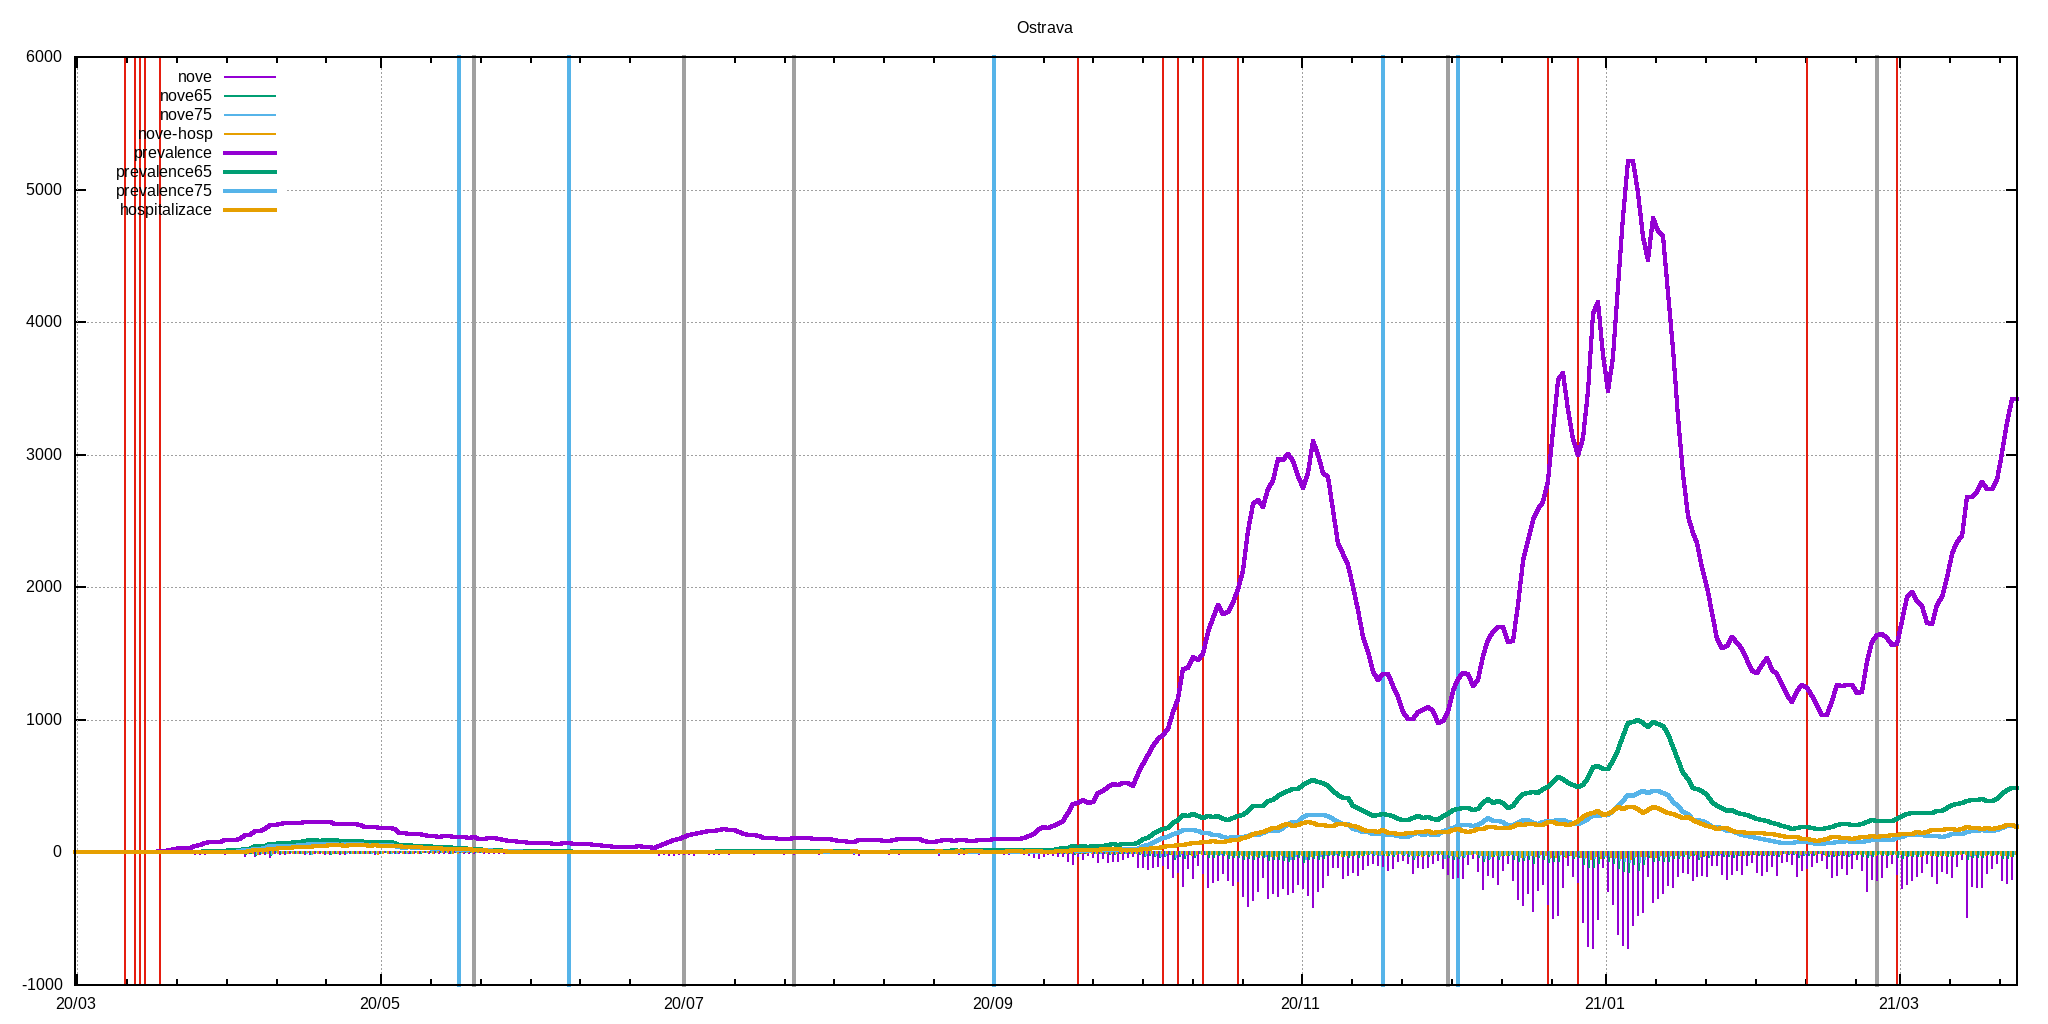 Ostrava
6000
5000
4000
3000
2000
1000
0
-1000
nove
nove65
nove75
nove-hosp
prevalence
prevalence65
prevalence75
hospitalizace
20/03 20/05 20/07 20/09 20/11 21/01 21/03